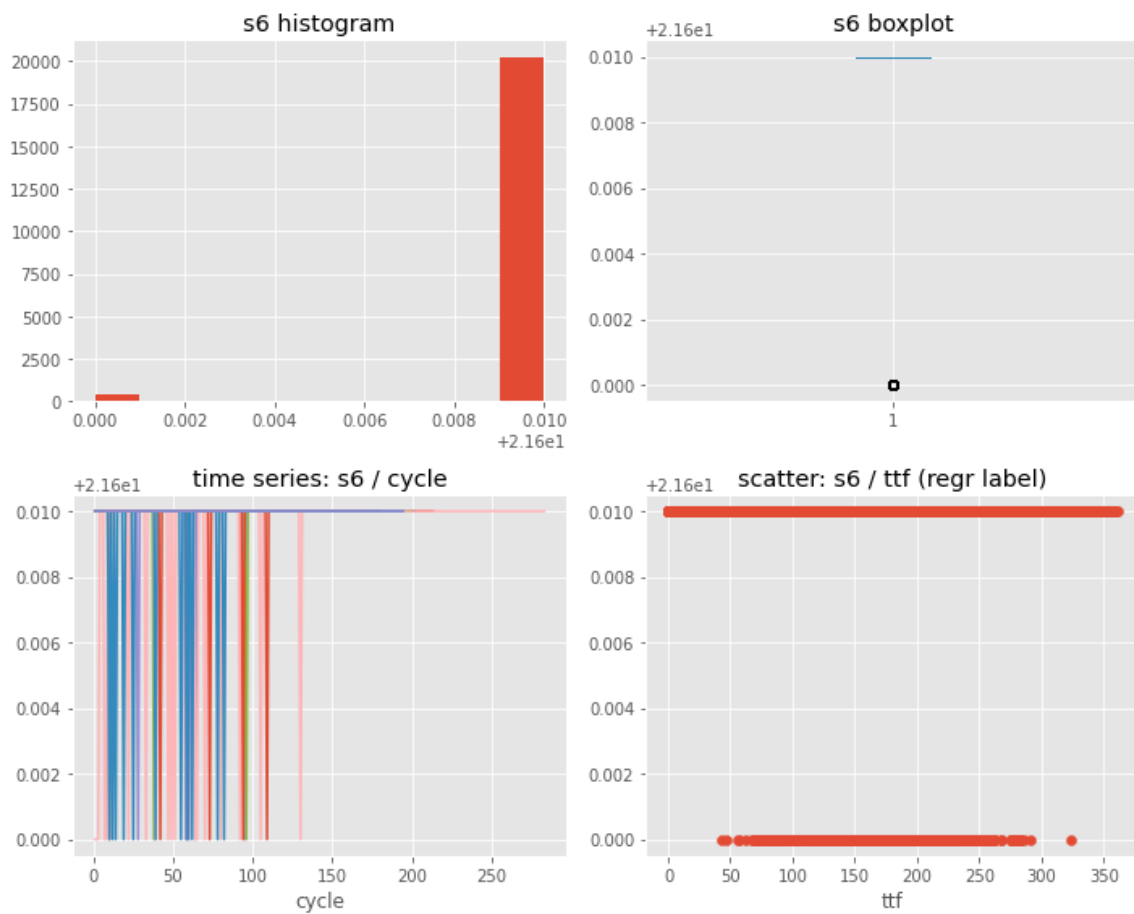 s6 histogram
20000
17500
15000
12500
10000
7500
5000
2500
0
0.000 0.002 0.004 0.006 0.008 0.010
+2.16e1
s6 boxplot
+2.16e1
0.010
0.008
0.006
0.004
0.002
0.000
1
time series: s6 / cycle
+2.16e1
0.010
0.008
0.006
0.004
0.002
0.000
0 50 100 150 200 250
cycle
scatter: s6 / ttf (regr label)
+2.16e1
0.010
0.008
0.006
0.004
0.002
0.000
0 50 100 150 200 250 300 350
ttf